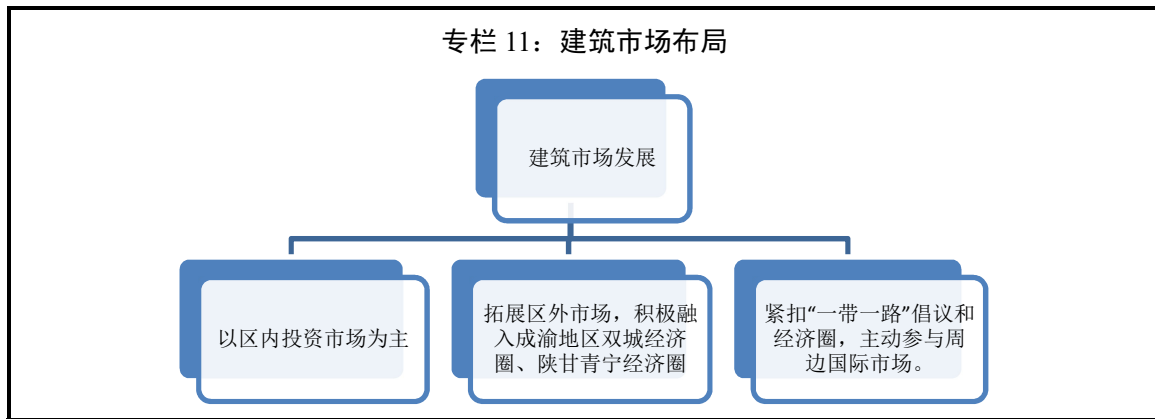 专栏 11：建筑市场布局
建筑市场发展
以区内投资市场为主
拓展区外市场，积极融
入成渝地区双城经济
圈、陕甘青宁经济圈
紧扣“一带一路”倡议和
经济圈，主动参与周
边国际市场。